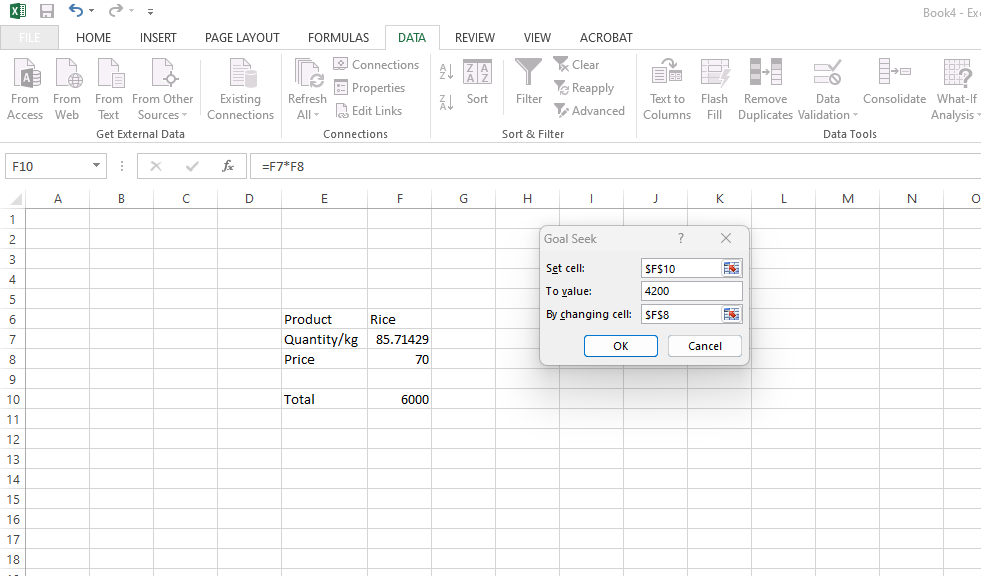 Book4 - Exc
FILE HOME INSERT PAGE LAYOUT FORMULAS DATA REVIEW VIEW ACROBAT
From Access From Web From Text From Other Sources Existing Connections Refresh All Connections Properties Edit Links Sort Filter Clear Reapply Advanced Text to Columns Flash Fill Remove Duplicates Data Validation Consolidate What-If Analysis
Get External Data Connections Sort & Filter Data Tools
F10 fx =F7*F8
A B C D E F G H I J K L M N O
1
2
Goal Seek ?
3
Set cell: $F$10
4
To value: 4200
5
By changing cell: $F$8
6 Product Rice
7 Quantity/kg 85.71429
OK Cancel
8 Price 70
9
10 Total 6000
11
12
13
14
15
16
17
18